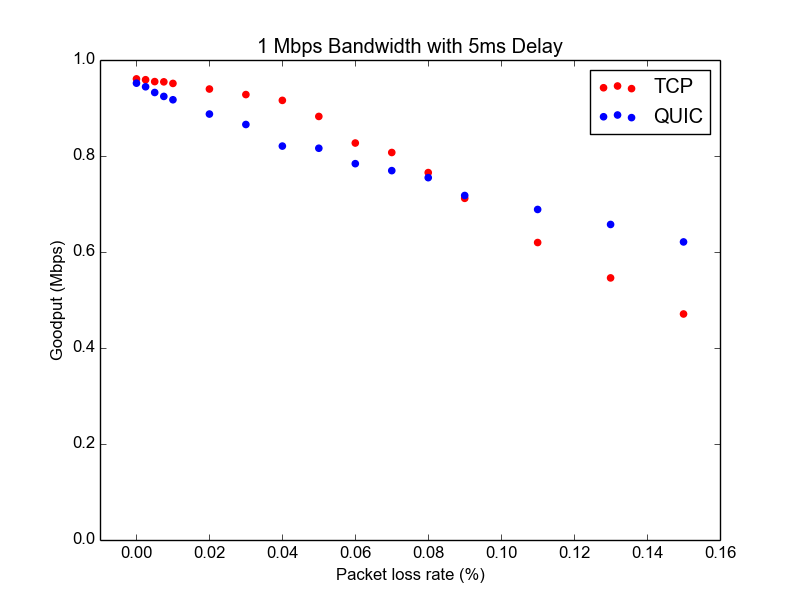 1 Mbps Bandwidth with 5ms Delay
TCP
QUIC
Goodput (Mbps)
1.0
0.8
0.6
0.4
0.2
0.0
0.00 0.02 0.04 0.06 0.08 0.10 0.12 0.14 0.16
Packet loss rate (%)